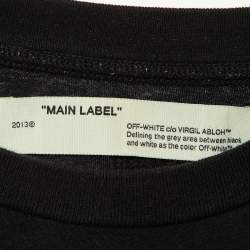 "MAIN LABEL"
2013©
OFF-WHITE c/o VIRGIL ABLOH™
Defining the grey area between black
and white as the color Off-White™